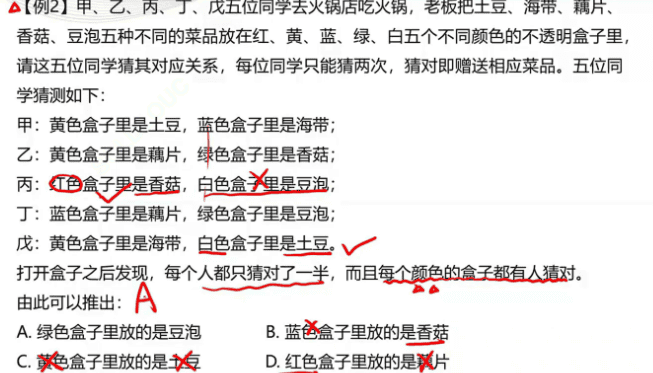 【例2】甲、乙、丙、丁、戊五位同学去火锅店吃火锅，老板把土豆、海带、藕片、
香菇、豆泡五种不同的菜品放在红、黄、蓝、绿、白五个不同颜色的不透明盒子里，
请这五位同学猜其对应关系，每位同学只能猜两次，猜对即赠送相应菜品。五位同
学猜测如下：
甲：黄色盒子里是土豆，蓝色盒子里是海带；
乙：黄色盒子里是藕片，绿色盒子里是香菇；
丙：红色盒子里是香菇，白色盒子里是豆泡；
丁：蓝色盒子里是藕片，绿色盒子里是豆泡；
戊：黄色盒子里是海带，白色盒子里是土豆。
打开盒子之后发现，每个人都只猜对了一半，而且每个颜色的盒子都有人猜对。
由此可以推出： A
A. 绿色盒子里放的是豆泡 B. 蓝色盒子里放的是香菇
C. 黄色盒子里放的是土豆 D. 红色盒子里放的是藕片